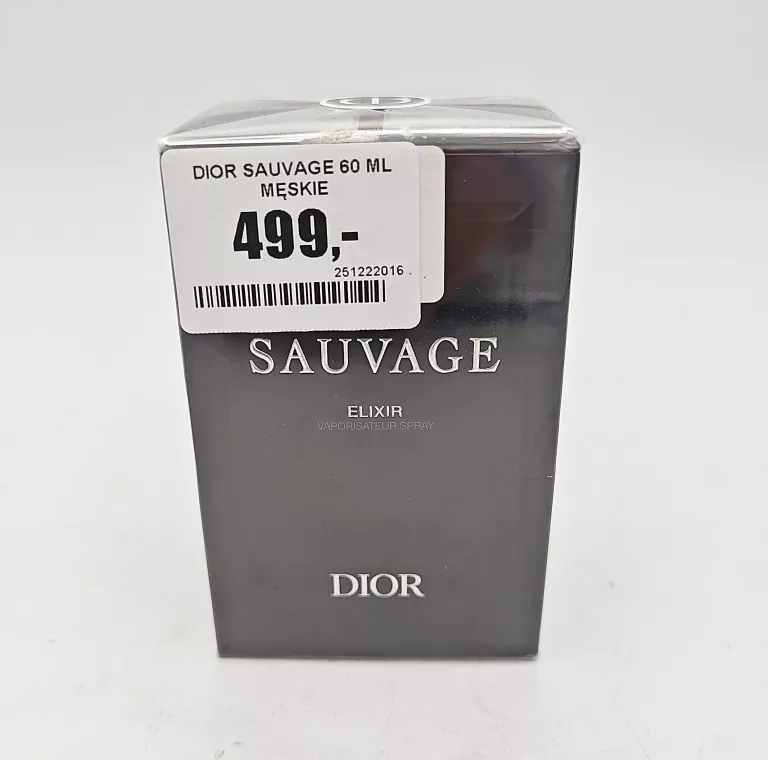 DIOR SAUVAGE 60 ML
MĘSKIE
499,-
251222016
SAUVAGE
ELIXIR
VAPORISATEUR SPRAY
DIOR